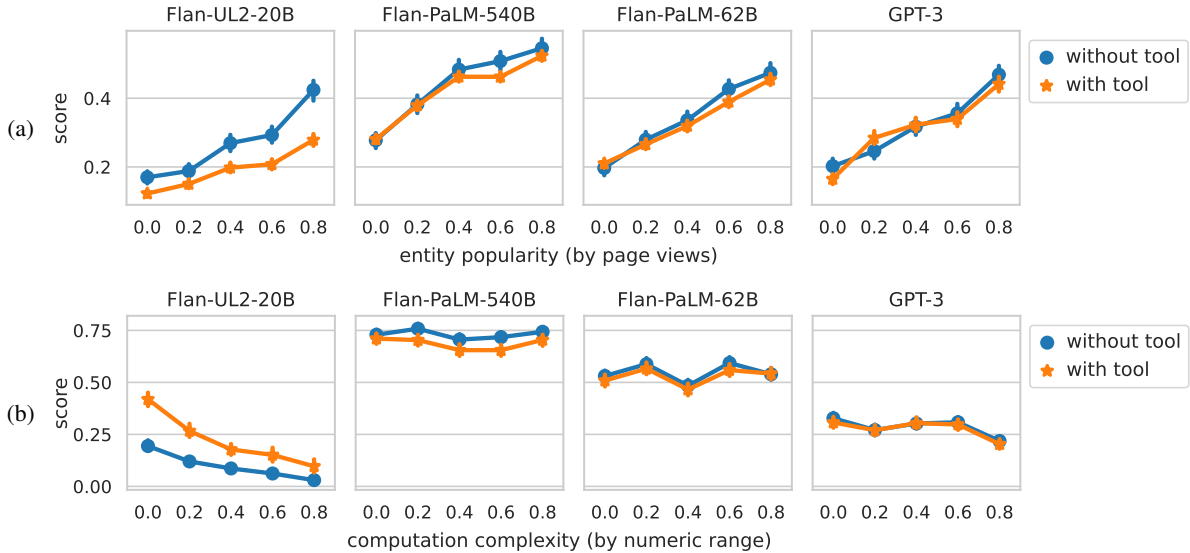 Flan-UL2-20B Flan-PaLM-540B Flan-PaLM-62B GPT-3
(a)
score
0.4
0.2
without tool
with tool
0.0 0.2 0.4 0.6 0.8 0.0 0.2 0.4 0.6 0.8 0.0 0.2 0.4 0.6 0.8 0.0 0.2 0.4 0.6 0.8
entity popularity (by page views)
Flan-UL2-20B Flan-PaLM-540B Flan-PaLM-62B GPT-3
(b)
score
0.75
0.50
0.25
0.00
without tool
with tool
0.0 0.2 0.4 0.6 0.8 0.0 0.2 0.4 0.6 0.8 0.0 0.2 0.4 0.6 0.8 0.0 0.2 0.4 0.6 0.8
computation complexity (by numeric range)